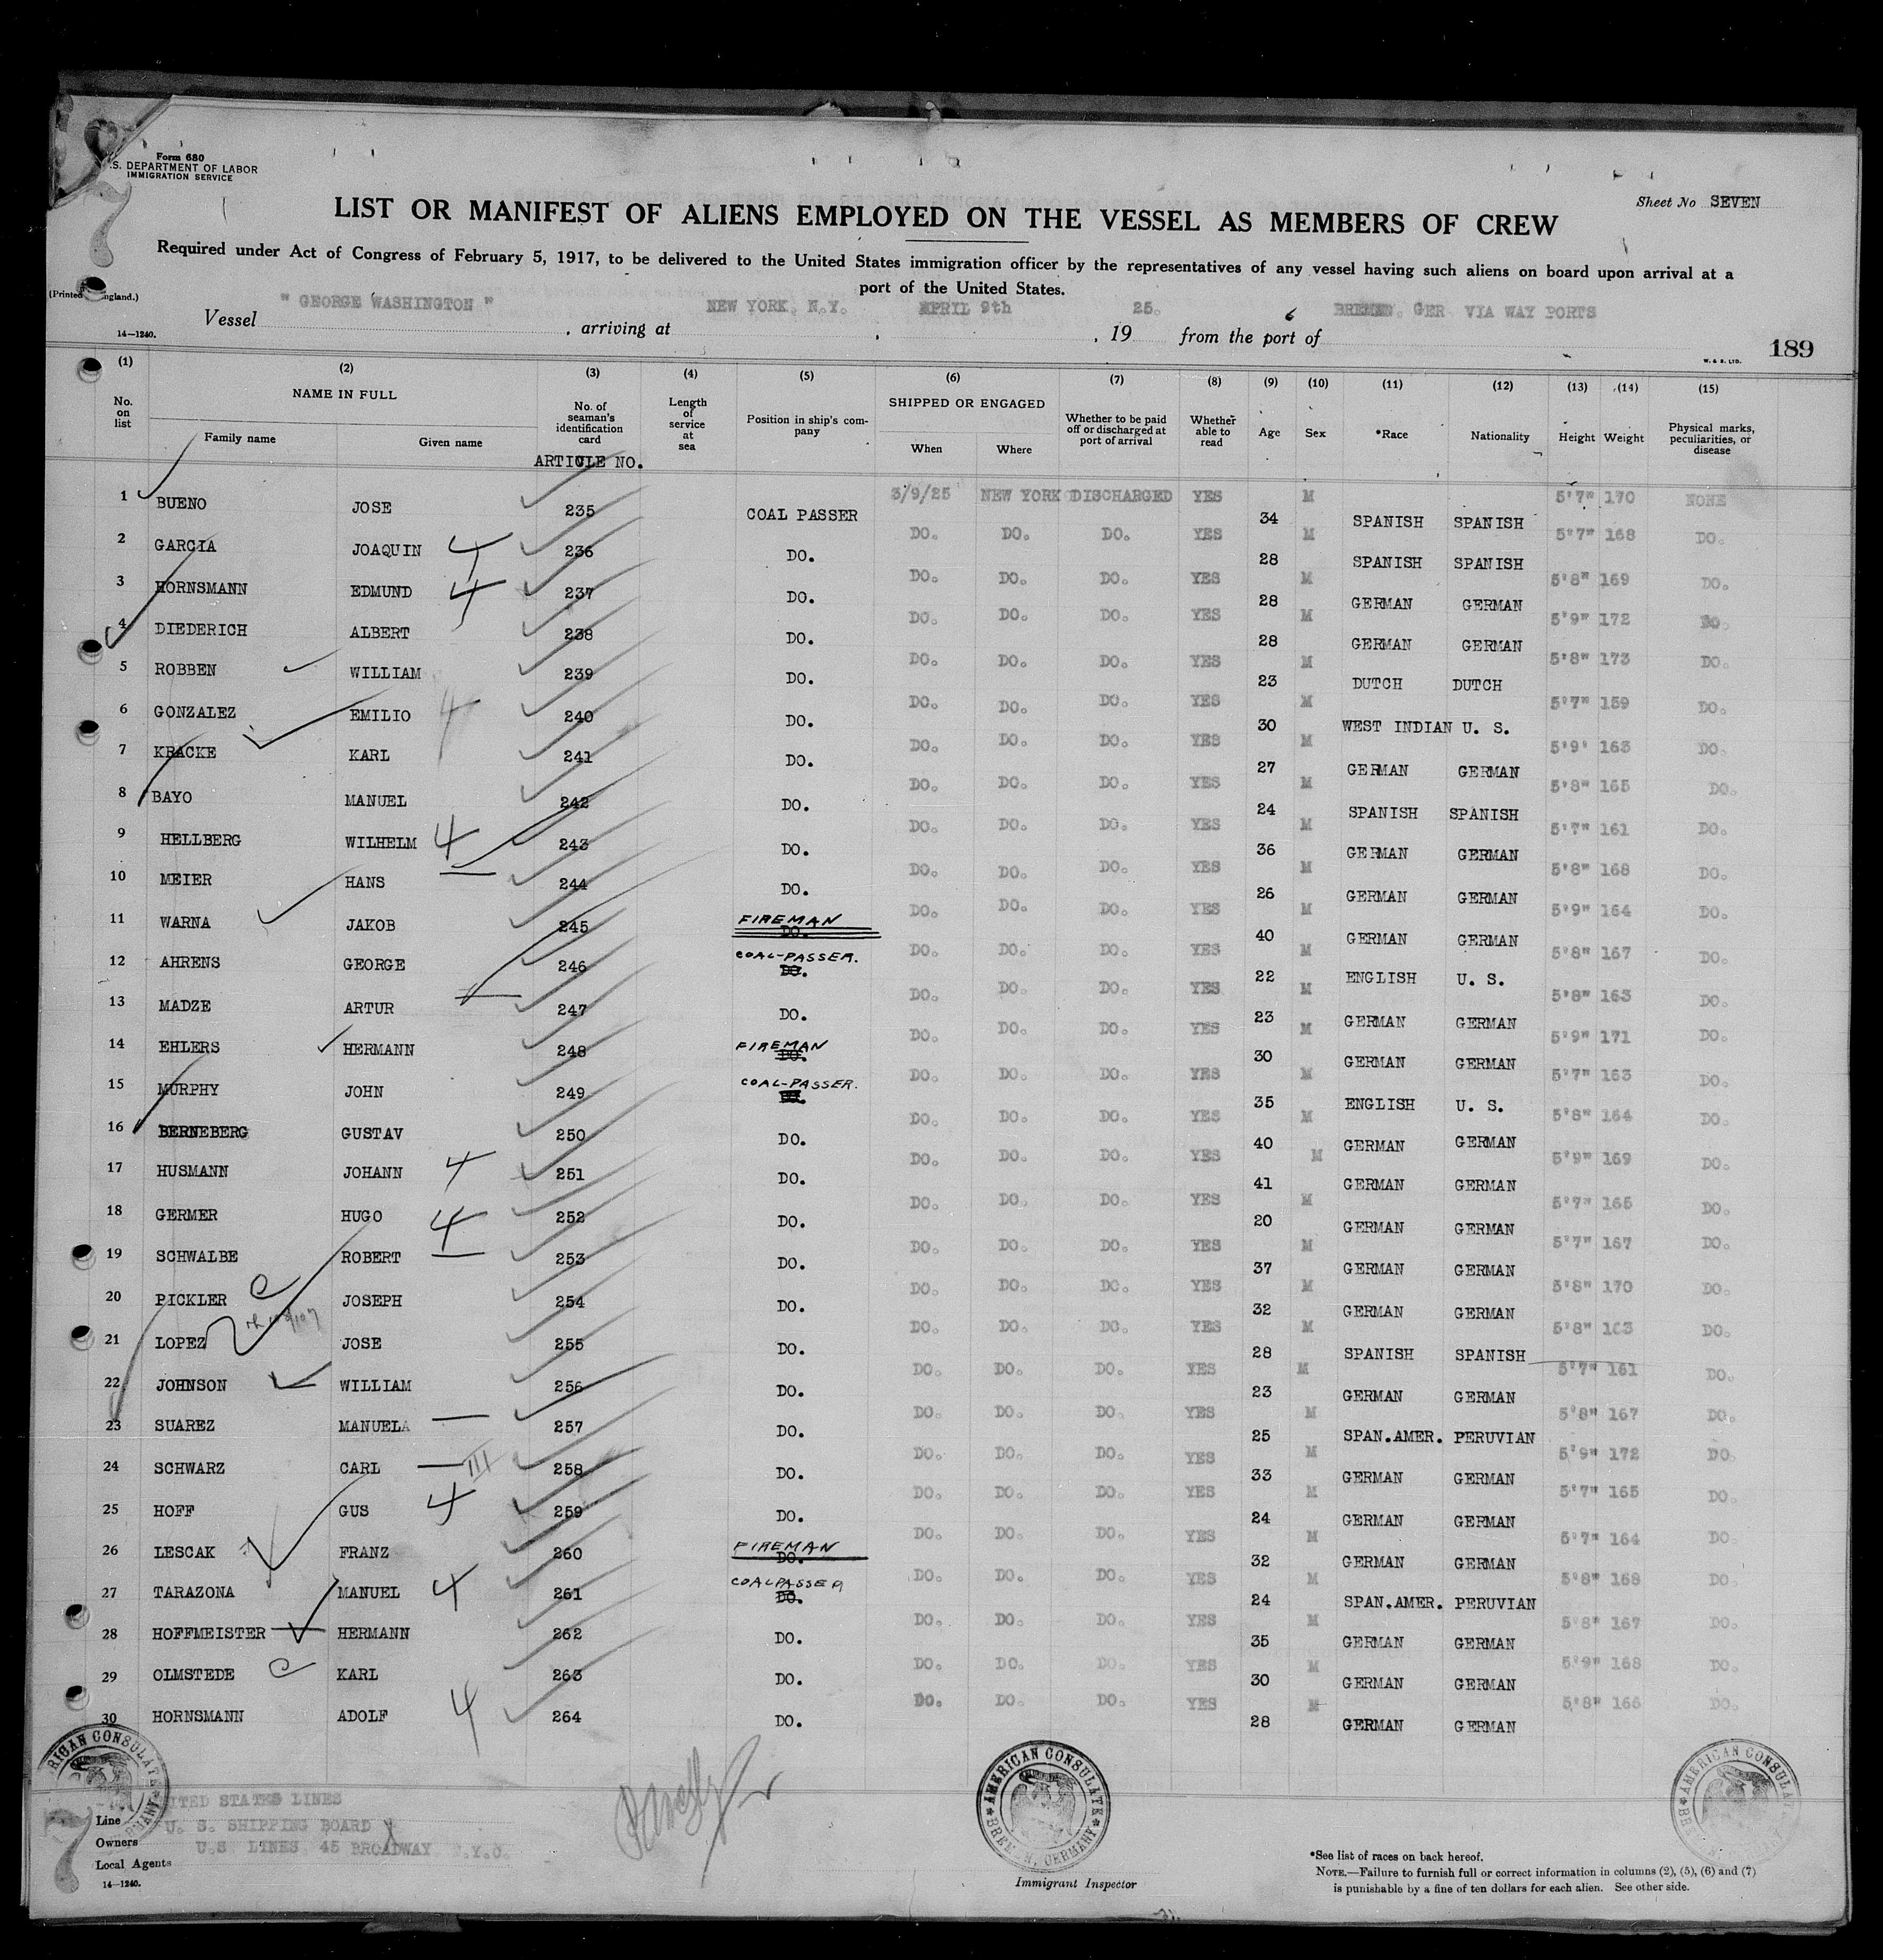 Form 680
S. DEPARTMENT OF LABOR
IMMIGRATION SERVICE
7
Sheet No SEVEN
LIST OR MANIFEST OF ALIENS EMPLOYED ON THE VESSEL AS MEMBERS OF CREW
Required under Act of Congress of February 5, 1917, to be delivered to the United States immigration officer by the representatives of any vessel having such aliens on board upon arrival at a
port of the United States.
(Printed ngland.)
Vessel " GEORGE WASHINGTON " , arriving at NEW YORK, N.Y. APRIL 9th , 19 25. from the port of BREMEN. GER. VIA WAY PORTS
14—1240.
W. & S. LTD.
189
(1) (2) (3) (4) (5) (6) (7) (8) (9) (10) (11) (12) (13) (14) (15)
No. on list NAME IN FULL Family name Given name No. of seaman's identification card Length of service at sea Position in ship's company SHIPPED OR ENGAGED When Where Whether to be paid off or discharged at port of arrival Whether able to read Age Sex *Race Nationality Height Weight Physical marks, peculiarities, or disease
ARTICLE NO.
1 BUENO JOSE 235 COAL PASSER 3/9/25 NEW YORK DISCHARGED YES 34 M SPANISH SPANISH 5'7" 170 NONE
2 GARCIA JOAQUIN 4 236 DO. DO. DO. DO. YES 28 M SPANISH SPANISH 5'7" 168 DO.
3 HORNSMANN EDMUND 4 237 DO. DO. DO. DO. YES 28 M GERMAN GERMAN 5'8" 169 DO.
4 DIEDERICH ALBERT 238 DO. DO. DO. DO. YES 28 M GERMAN GERMAN 5'9" 172 DO.
5 ROBBEN WILLIAM 239 DO. DO. DO. DO. YES 23 M DUTCH DUTCH 5'8" 173 DO.
6 GONZALEZ EMILIO 4 240 DO. DO. DO. DO. YES 30 M WEST INDIAN U. S. 5'7" 159 DO.
7 KRACKE KARL 241 DO. DO. DO. DO. YES 27 M GERMAN GERMAN 5'9' 163 DO.
8 BAYO MANUEL 242 DO. DO. DO. DO. YES 24 M SPANISH SPANISH 5'8" 165 DO.
9 HELLBERG WILHELM 4 243 DO. DO. DO. DO. YES 36 M GERMAN GERMAN 5'7" 161 DO.
10 MEIER HANS 244 DO. DO. DO. DO. YES 26 M GERMAN GERMAN 5'8" 168 DO.
11 WARNA JAKOB 245 FIREMAN DO. DO. DO. DO. YES 40 M GERMAN GERMAN 5'9" 164 DO.
12 AHRENS GEORGE 246 COAL-PASSER. DO. DO. DO. DO. YES 22 M ENGLISH U. S. 5'8" 167 DO.
13 MADZE ARTUR 247 DO. DO. DO. DO. YES 23 M GERMAN GERMAN 5'8" 163 DO.
14 EHLERS HERMANN 248 FIREMAN DO. DO. DO. DO. YES 30 M GERMAN GERMAN 5'9" 171 DO.
15 MURPHY JOHN 249 COAL-PASSER. DO. DO. DO. DO. YES 35 M ENGLISH U. S. 5'7" 163 DO.
16 BERNEBERG GUSTAV 250 DO. DO. DO. DO. YES 40 M GERMAN GERMAN 5'8" 164 DO.
17 HUSMANN JOHANN 4 251 DO. DO. DO. DO. YES 41 M GERMAN GERMAN 5'9" 169 DO.
18 GERMER HUGO 4 252 DO. DO. DO. DO. YES 20 M GERMAN GERMAN 5'7" 165 DO.
19 SCHWALBE ROBERT 253 DO. DO. DO. DO. YES 37 M GERMAN GERMAN 5'7" 167 DO.
20 PICKLER C JOSEPH 254 DO. DO. DO. DO. YES 32 M GERMAN GERMAN 5'8" 170 DO.
21 LOPEZ JOSE 255 DO. DO. DO. DO. YES 28 M SPANISH SPANISH 5'8" 163 DO.
22 JOHNSON WILLIAM 256 DO. DO. DO. DO. YES 23 M GERMAN GERMAN 5'7" 161 DO.
23 SUAREZ MANUELA 257 DO. DO. DO. DO. YES 25 M SPAN.AMER. PERUVIAN 5'8" 167 DO.
24 SCHWARZ CARL III 258 DO. DO. DO. DO. YES 33 M GERMAN GERMAN 5'9" 172 DO.
25 HOFF GUS 4 259 DO. DO. DO. DO. YES 24 M GERMAN GERMAN 5'7" 165 DO.
26 LESCAK FRANZ 260 FIREMAN DO. DO. DO. DO. YES 32 M GERMAN GERMAN 5'7" 164 DO.
27 TARAZONA MANUEL 4 261 COALPASSER DO. DO. DO. DO. YES 24 M SPAN.AMER. PERUVIAN 5'8" 168 DO.
28 HOFFMEISTER HERMANN 262 DO. DO. DO. DO. YES 35 M GERMAN GERMAN 5'8" 167 DO.
29 OLMSTEDE C KARL 263 DO. DO. DO. DO. YES 30 M GERMAN GERMAN 5'9" 168 DO.
30 HORNSMANN ADOLF 4 264 DO. DO. DO. DO. YES 28 M GERMAN GERMAN 5'8" 166 DO.
RICAN CONSULATE
AMERICAN CONSULATE BREMEN, GERMANY
AMERICAN CONSULATE
Line ITED STATES LINES
Owners U. S. SHIPPING BOARD
Local Agents U.S LINES 45 BROADWAY N.Y.C.
14—1240.
7
Immigrant Inspector
*See list of races on back hereof.
NOTE.—Failure to furnish full or correct information in columns (2), (5), (6) and (7)
is punishable by a fine of ten dollars for each alien. See other side.